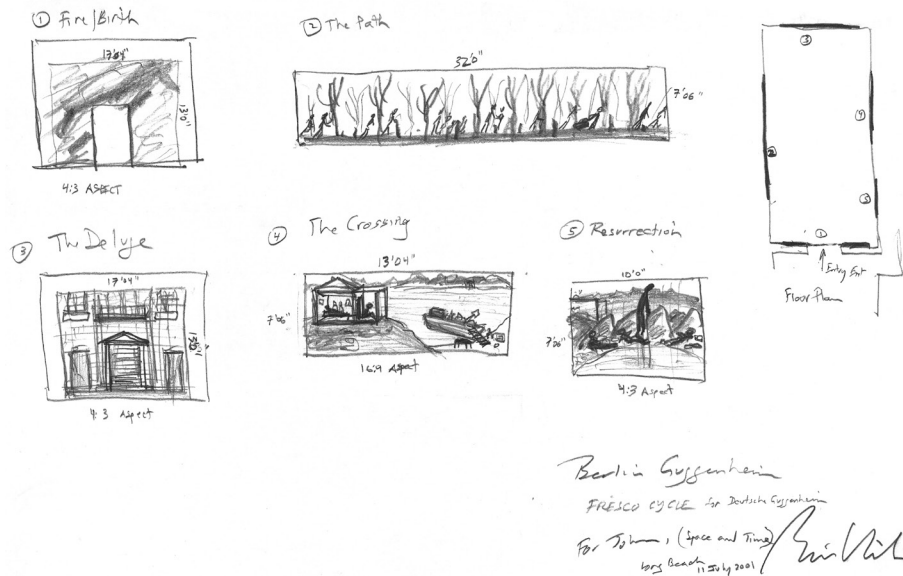 ① Fire/Birth
17'04"
13'0"
4:3 ASPECT
② The Path
32'0"
7'06"
③ The Deluge
17'04"
13'0"
4:3 Aspect
④ The Crossing
13'04"
7'06"
16:9 Aspect
⑤ Resurrection
10'0"
7'06"
4:3 Aspect
③
④
②
⑤
①
Entry Exit
Floor Plan
Berlin Guggenheim
FRESCO CYCLE for Deutsche Guggenheim
For John, (Space and Time)
Long Beach 11 July 2001